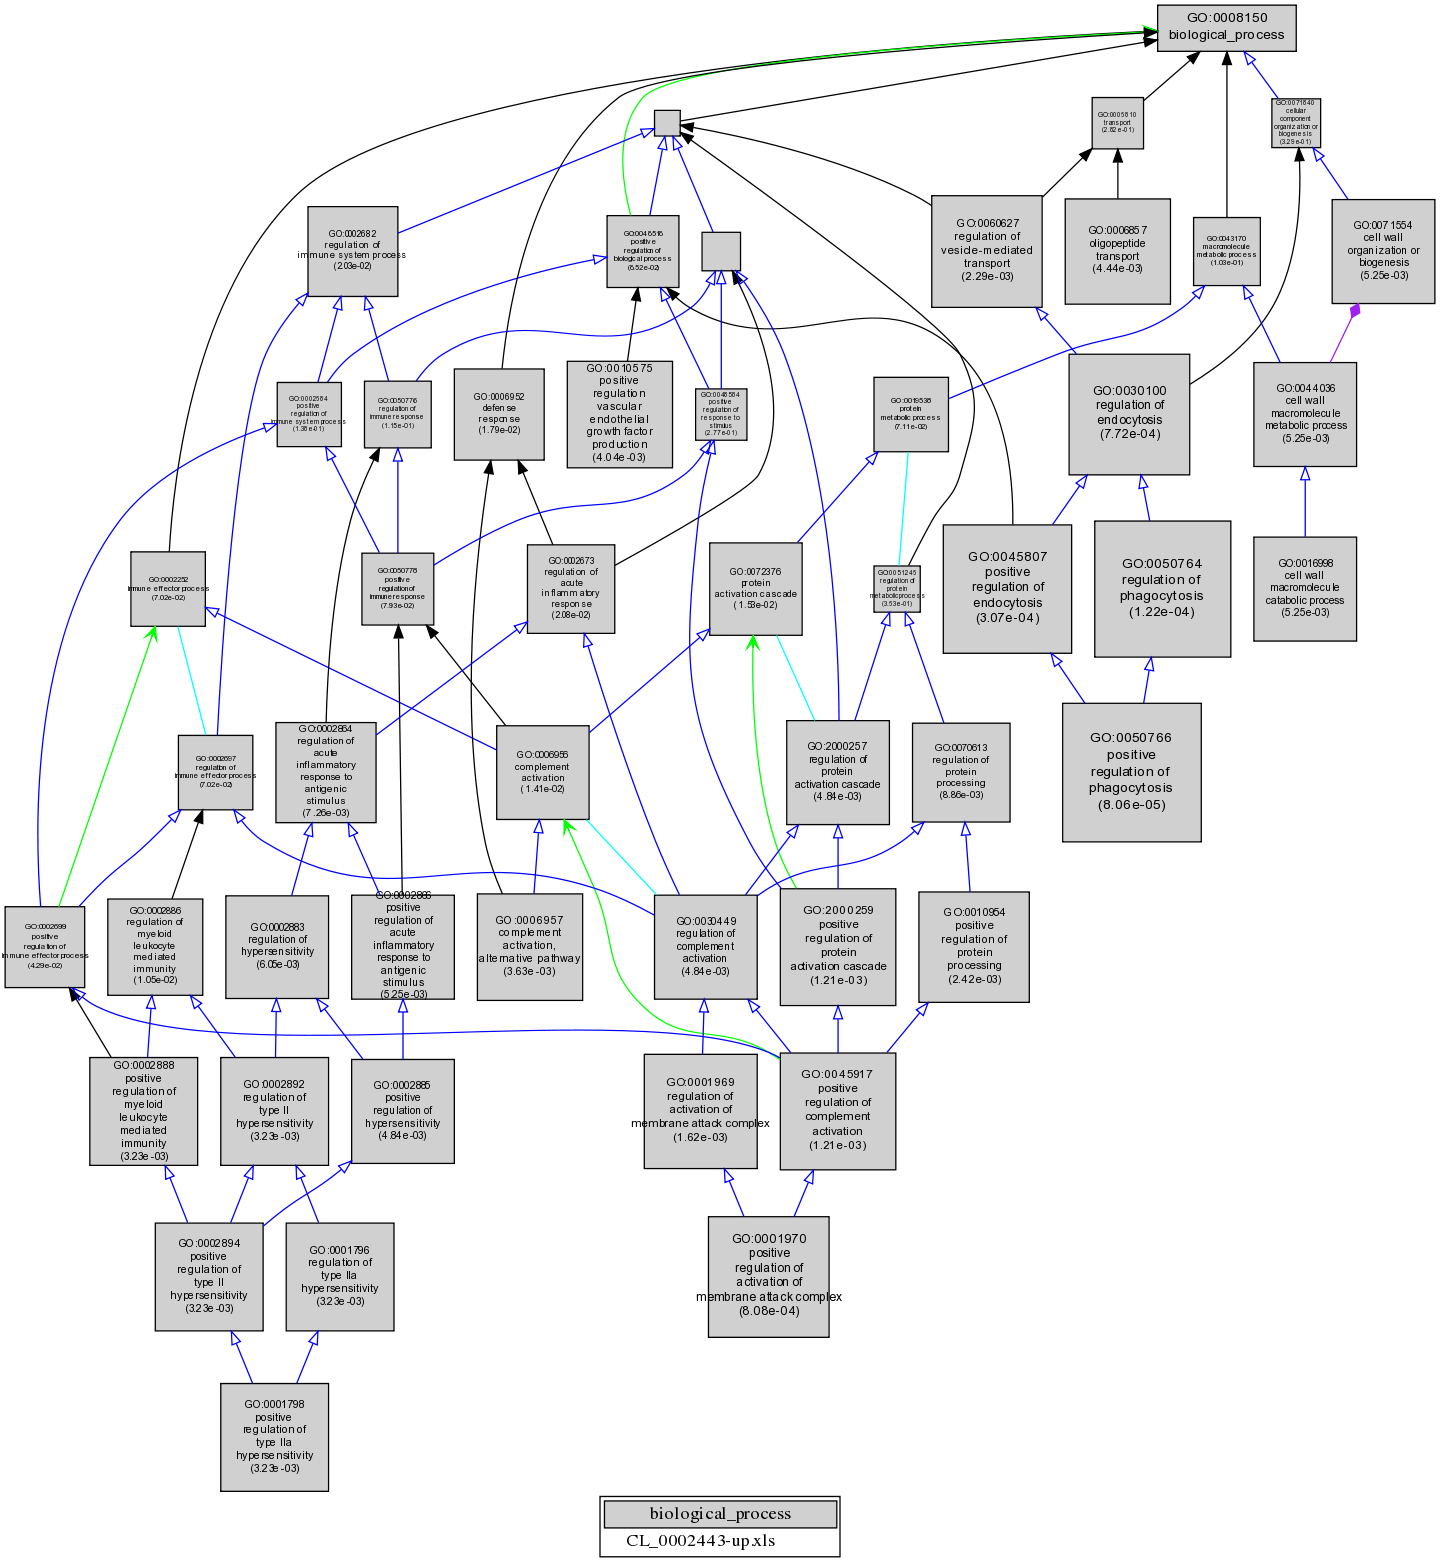 GO:0008150
biological_process
GO:0006810
transport
(2.82e-01)
GO:0071840
cellular
component
organization or
biogenesis
(3.29e-01)
GO:0002682
regulation of
immune system process
(2.03e-02)
GO:0048518
positive
regulation of
biological process
(6.52e-02)
GO:0060627
regulation of
vesicle-mediated
transport
(2.29e-03)
GO:0006857
oligopeptide
transport
(4.44e-03)
GO:0043170
macromolecule
metabolic process
(1.03e-01)
GO:0071554
cell wall
organization or
biogenesis
(5.25e-03)
GO:0002684
positive
regulation of
immune system process
(1.36e-01)
GO:0050776
regulation of
immune response
(1.15e-01)
GO:0006952
defense
response
(1.79e-02)
GO:0010575
positive
regulation
vascular
endothelial
growth factor
production
(4.04e-03)
GO:0048584
positive
regulation of
response to
stimulus
(2.77e-01)
GO:0019538
protein
metabolic process
(7.11e-02)
GO:0030100
regulation of
endocytosis
(7.72e-04)
GO:0044036
cell wall
macromolecule
metabolic process
(5.25e-03)
GO:0002252
immune effector process
(7.02e-02)
GO:0050778
positive
regulation of
immune response
(7.93e-02)
GO:0002673
regulation of
acute
inflammatory
response
(2.08e-02)
GO:0072376
protein
activation cascade
(1.53e-02)
GO:0051246
regulation of
protein
metabolic process
(3.53e-01)
GO:0045807
positive
regulation of
endocytosis
(3.07e-04)
GO:0050764
regulation of
phagocytosis
(1.22e-04)
GO:0016998
cell wall
macromolecule
catabolic process
(5.25e-03)
GO:0002697
regulation of
immune effector process
(7.02e-02)
GO:0002864
regulation of
acute
inflammatory
response to
antigenic
stimulus
(7.26e-03)
GO:0006956
complement
activation
(1.41e-02)
GO:2000257
regulation of
protein
activation cascade
(4.84e-03)
GO:0070613
regulation of
protein
processing
(8.86e-03)
GO:0050766
positive
regulation of
phagocytosis
(8.06e-05)
GO:0002699
positive
regulation of
immune effector process
(4.29e-02)
GO:0002886
regulation of
myeloid
leukocyte
mediated
immunity
(1.05e-02)
GO:0002883
regulation of
hypersensitivity
(6.05e-03)
GO:0002866
positive
regulation of
acute
inflammatory
response to
antigenic
stimulus
(5.25e-03)
GO:0006957
complement
activation,
alternative pathway
(3.63e-03)
GO:0030449
regulation of
complement
activation
(4.84e-03)
GO:2000259
positive
regulation of
protein
activation cascade
(1.21e-03)
GO:0010954
positive
regulation of
protein
processing
(2.42e-03)
GO:0002888
positive
regulation of
myeloid
leukocyte
mediated
immunity
(3.23e-03)
GO:0002892
regulation of
type II
hypersensitivity
(3.23e-03)
GO:0002885
positive
regulation of
hypersensitivity
(4.84e-03)
GO:0001969
regulation of
activation of
membrane attack complex
(1.62e-03)
GO:0045917
positive
regulation of
complement
activation
(1.21e-03)
GO:0002894
positive
regulation of
type II
hypersensitivity
(3.23e-03)
GO:0001796
regulation of
type IIa
hypersensitivity
(3.23e-03)
GO:0001970
positive
regulation of
activation of
membrane attack complex
(8.08e-04)
GO:0001798
positive
regulation of
type IIa
hypersensitivity
(3.23e-03)
biological_process
CL_0002443-up.xls